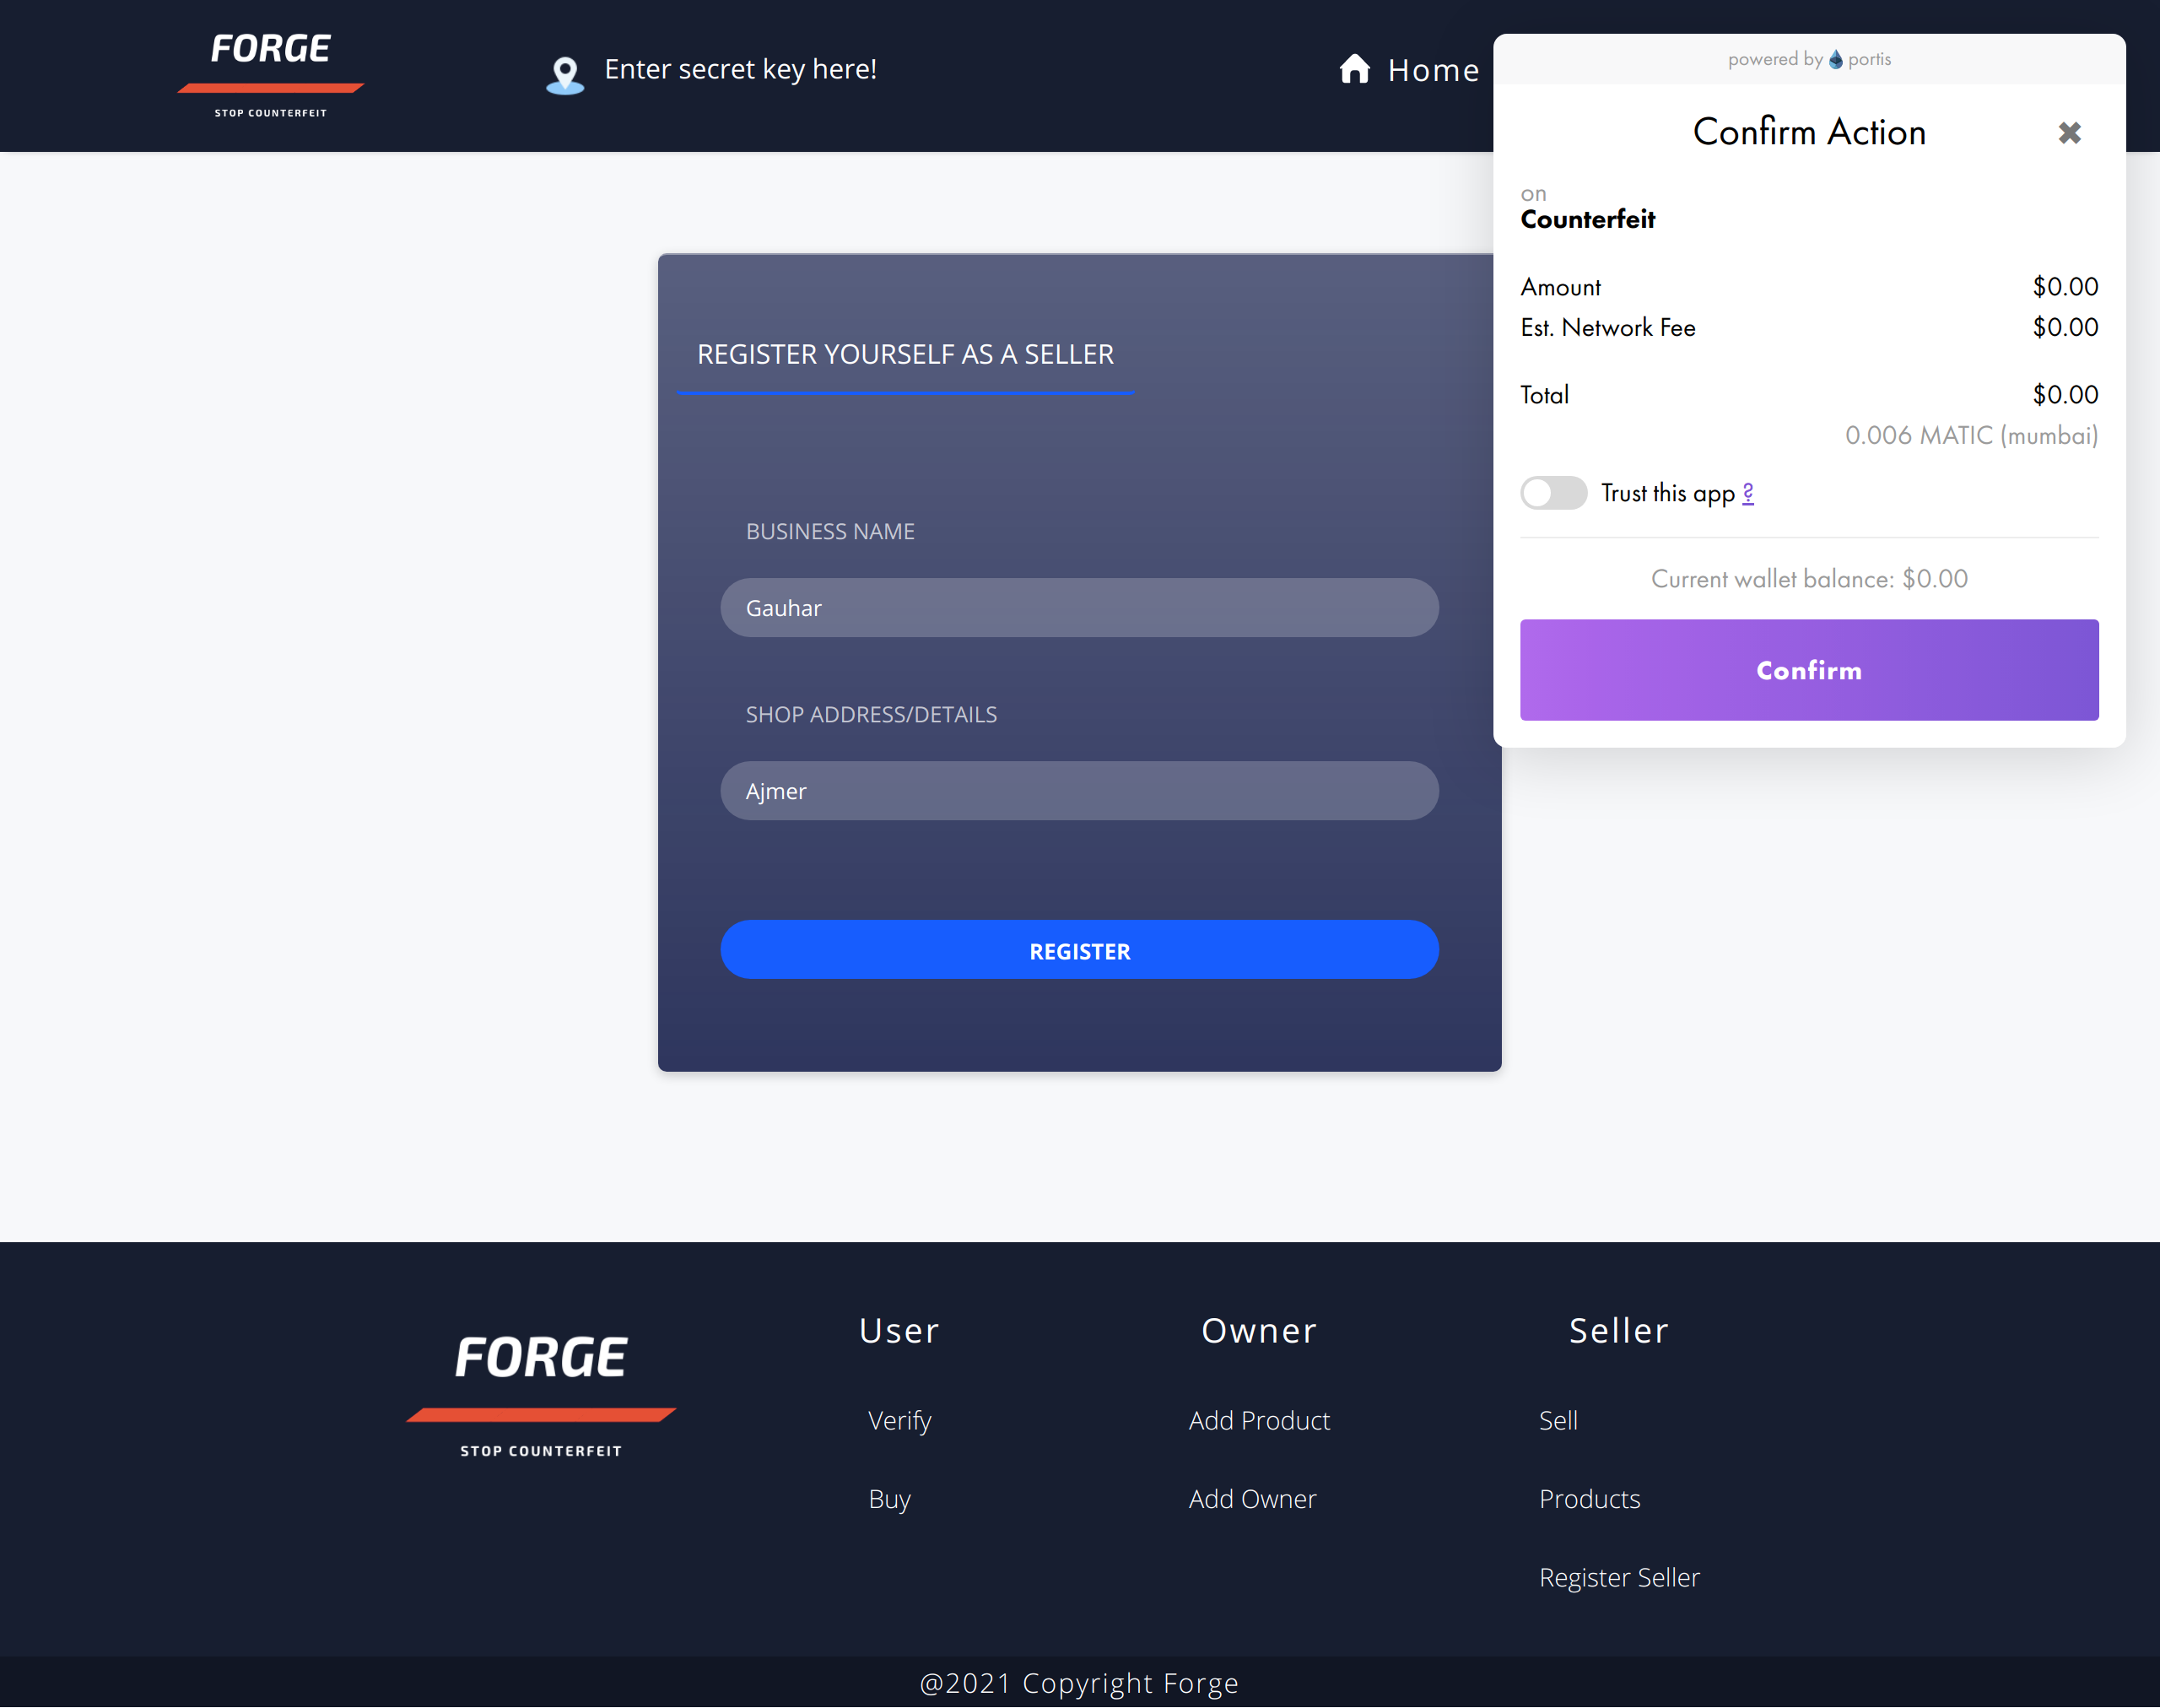 FORGE
STOP COUNTERFEIT
Enter secret key here!
Home
powered by portis
Confirm Action
on
Counterfeit
Amount $0.00
Est. Network Fee $0.00
Total $0.00
0.006 MATIC (mumbai)
Trust this app ?
Current wallet balance: $0.00
Confirm
REGISTER YOURSELF AS A SELLER
BUSINESS NAME
Gauhar
SHOP ADDRESS/DETAILS
Ajmer
REGISTER
FORGE
STOP COUNTERFEIT
User
Verify
Buy
Owner
Add Product
Add Owner
Seller
Sell
Products
Register Seller
@2021 Copyright Forge